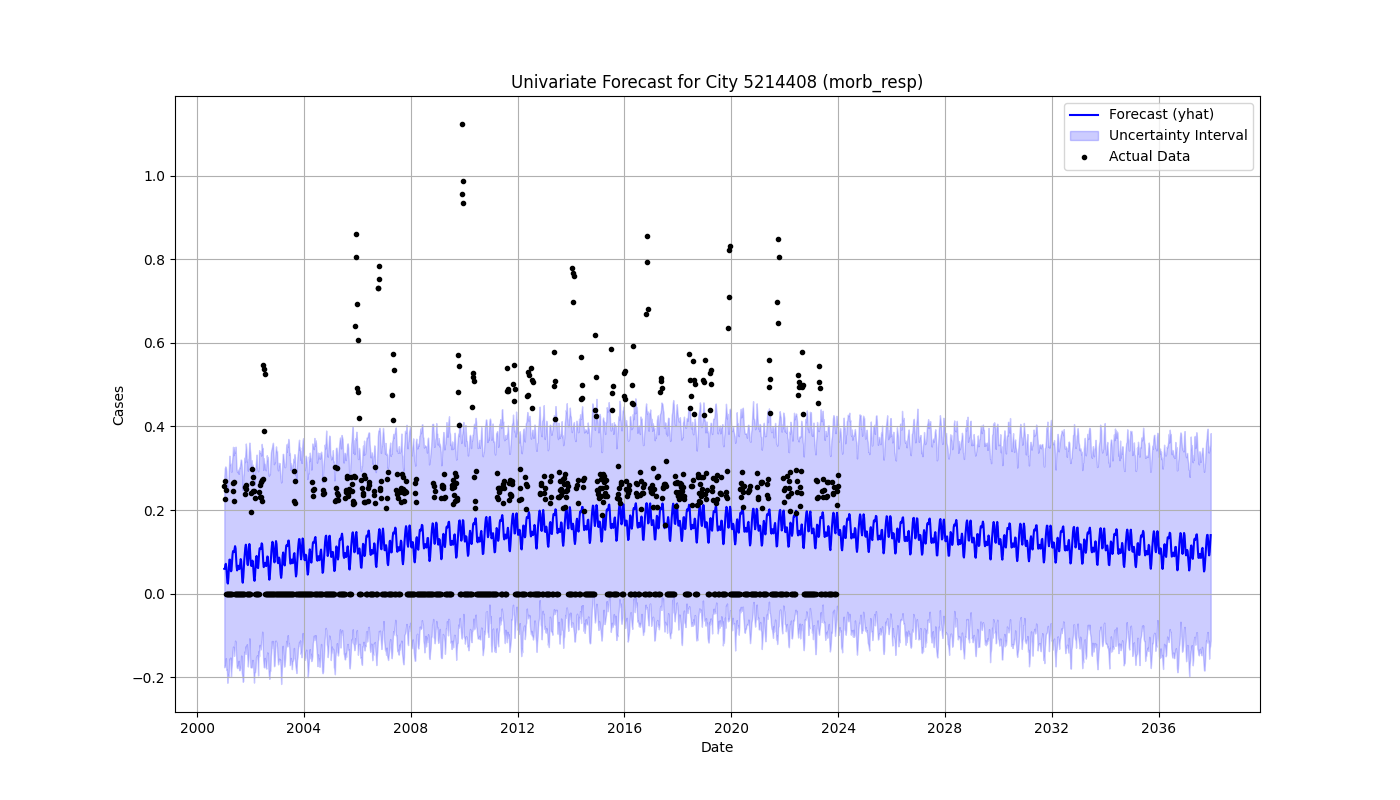 Univariate Forecast for City 5214408 (morb_resp)
Forecast (yhat)
Uncertainty Interval
Actual Data
Cases
1.0
0.8
0.6
0.4
0.2
0.0
−0.2
2000 2004 2008 2012 2016 2020 2024 2028 2032 2036
Date